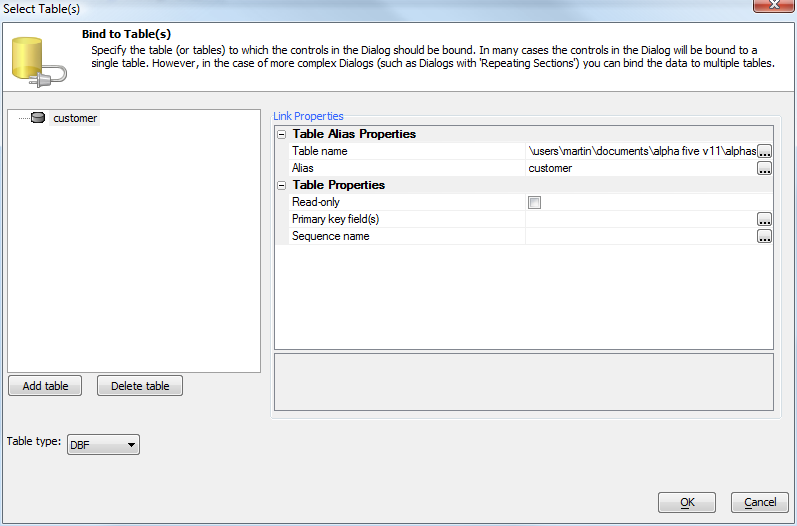 Select Table(s)
Bind to Table(s)
Specify the table (or tables) to which the controls in the Dialog should be bound. In many cases the controls in the Dialog will be bound to a
single table. However, in the case of more complex Dialogs (such as Dialogs with 'Repeating Sections') you can bind the data to multiple tables.
customer
Link Properties
Table Alias Properties
Table name \users\martin\documents\alpha five v11\alphas ...
Alias customer ...
Table Properties
Read-only
Primary key field(s) ...
Sequence name ...
Add table Delete table
Table type: DBF
OK Cancel